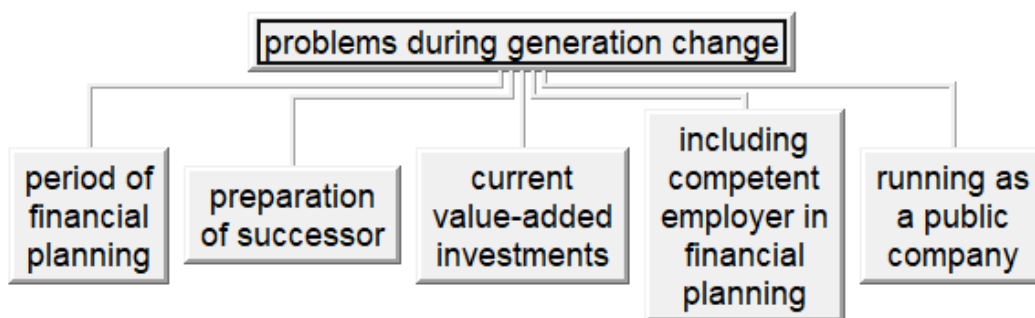 problems during generation change
period of
financial
planning
preparation
of successor
current
value-added
investments
including
competent
employer in
financial
planning
running as
a public
company